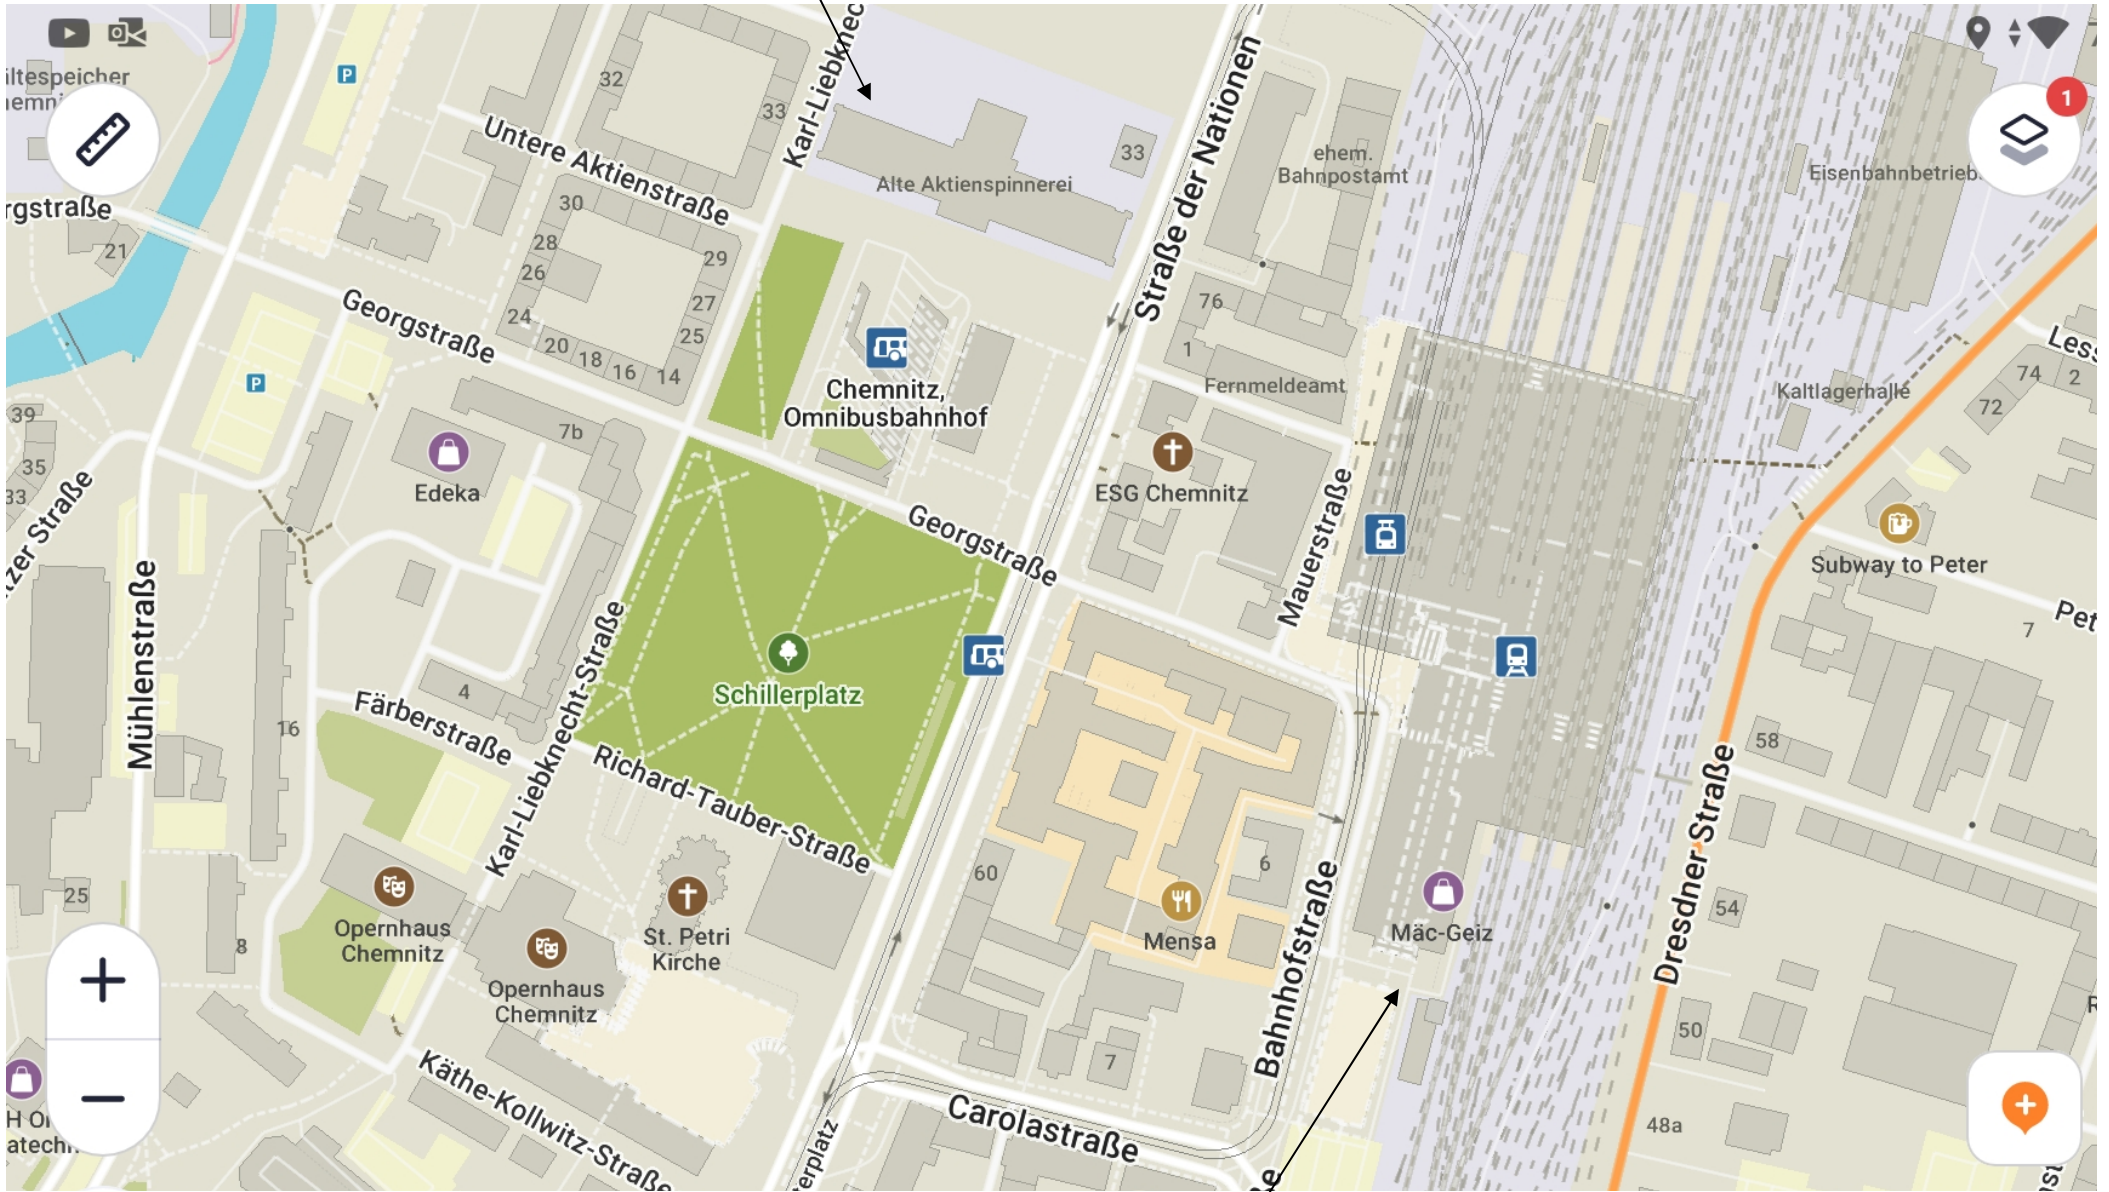 ältespeicher
rgstraße
21
39
35
33
P
P
Untere Aktienstraße
32
33
30
28
26
24
20
18
16
14
29
27
25
Georgstraße
7b
Edeka
Mühlenstraße
16
4
Färberstraße
25
8
Opernhaus
Chemnitz
Opernhaus
Chemnitz
Käthe-Kollwitz-Straße
Karl-Liebknec
Alte Aktienspinnerei
33
Straße der Nationen
Chemnitz,
Omnibusbahnhof
Georgstraße
Karl-Liebknecht-Straße
Schillerplatz
Richard-Tauber-Straße
St. Petri
Kirche
ehem.
Bahnpostamt
76
1
Fernmeldeamt
ESG Chemnitz
Mauerstraße
60
6
Mensa
7
Bahnhofstraße
Carolastraße
erplatz
ße
Mäc-Geiz
Eisenbahnbetrieb
1
Kaltlagerhalle
Less
74
2
72
Subway to Peter
Pet
7
58
Dresdner Straße
54
50
48a